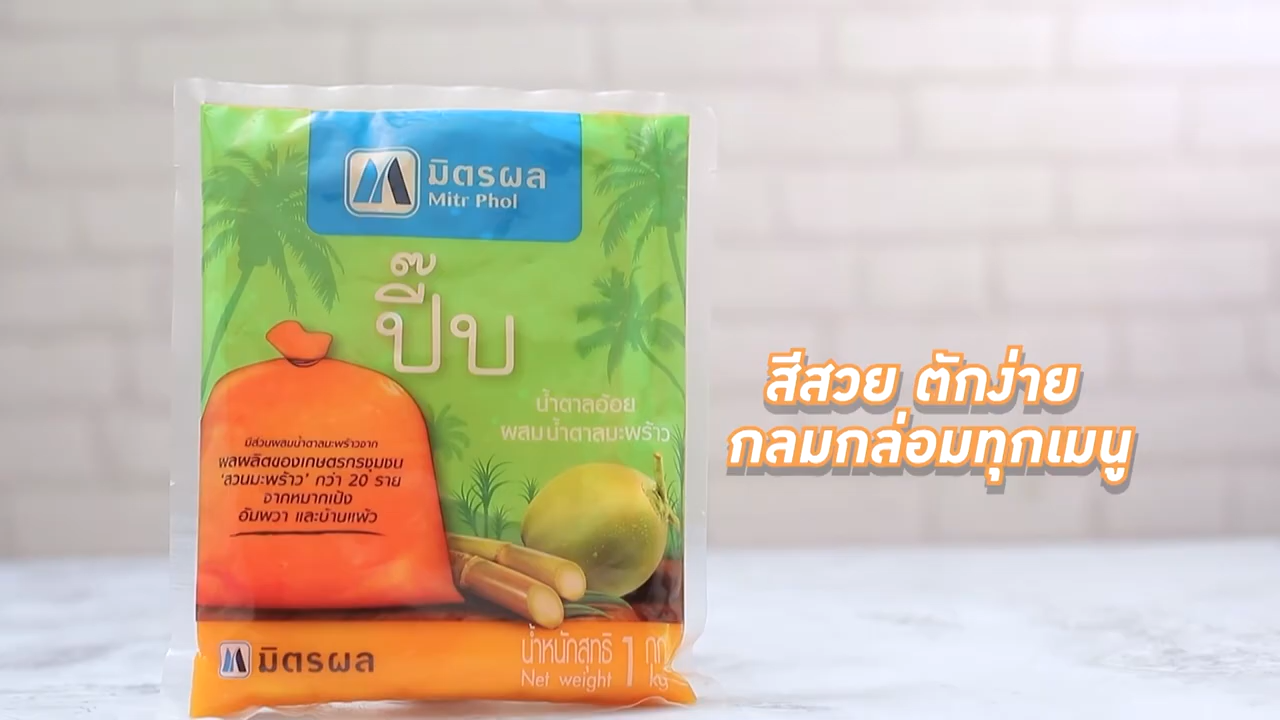 มิตรผล
Mitr Phol
ปี๊บ
น้ำตาลอ้อย
ผสมน้ำตาลมะพร้าว
มีส่วนผสมน้ำตาลมะพร้าวจาก
ผลผลิตของเกษตรกรชุมชน
'สวนมะพร้าว' กว่า 20 ราย
จากหมากเป้ง
อัมพวา และบ้านแพ้ว
มิตรผล
น้ำหนักสุทธิ 1 กก
Net weight kg
สีสวย ตักง่าย
กลมกล่อมทุกเมนู